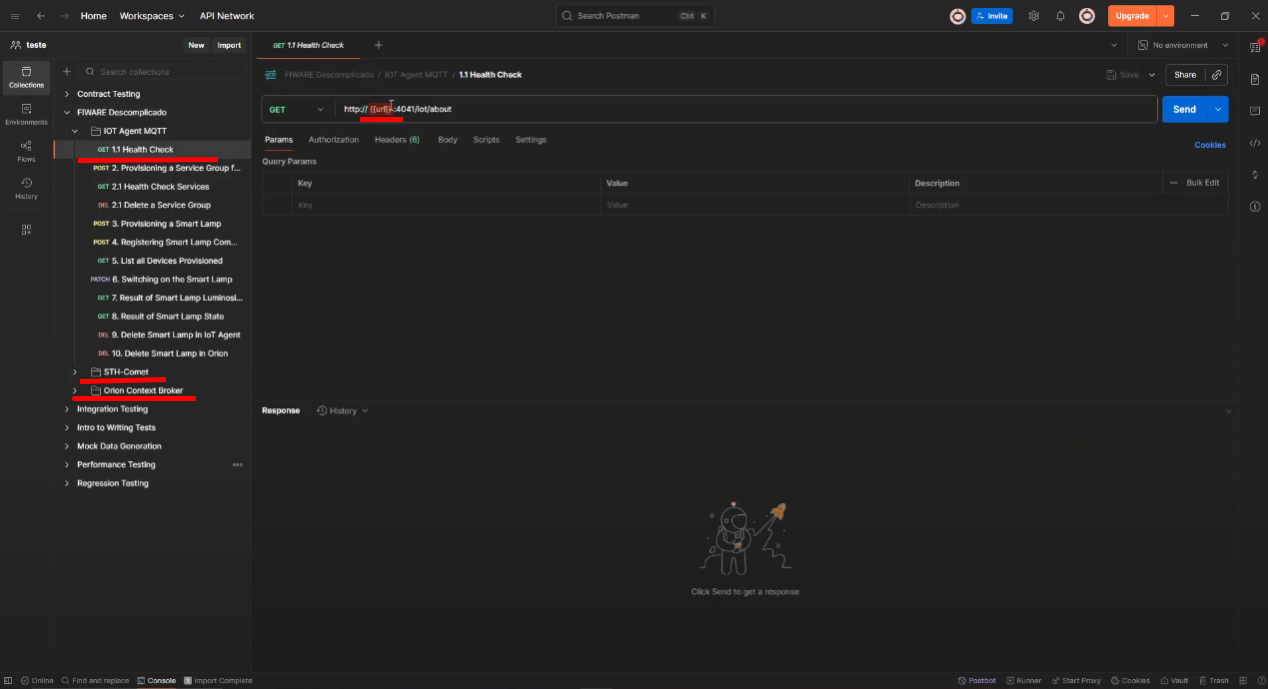 Home Workspaces API Network Search Postman Ctrl K Invite Upgrade
teste New Import GET 1.1 Health Check No environment
Collections Search collections FIWARE Descomplicado / IOT Agent MQTT / 1.1 Health Check Save Share
Contract Testing
FIWARE Descomplicado
Environments
IOT Agent MQTT
GET http:// {{url}}:4041/iot/about Send
GET 1.1 Health Check
Params Authorization Headers (6) Body Scripts Settings Cookies
Flows
POST 2. Provisioning a Service Group f...
Query Params
GET 2.1 Health Check Services
Key Value Description Bulk Edit
History
DEL 2.1 Delete a Service Group
Key Value Description
POST 3. Provisioning a Smart Lamp
POST 4. Registering Smart Lamp Com...
GET 5. List all Devices Provisioned
PATCH 6. Switching on the Smart Lamp
GET 7. Result of Smart Lamp Luminosi...
GET 8. Result of Smart Lamp State
DEL 9. Delete Smart Lamp in IoT Agent
DEL 10. Delete Smart Lamp in Orion
STH-Comet
Orion Context Broker
Integration Testing
Response History
Intro to Writing Tests
Mock Data Generation
Performance Testing
Regression Testing
Click Send to get a response
Online Find and replace Console Import Complete Postbot Runner Start Proxy Cookies Vault Trash